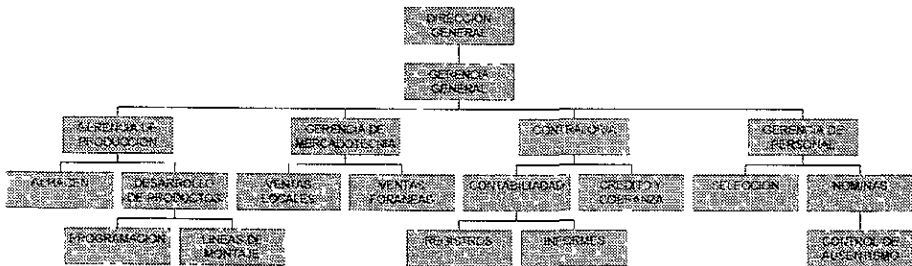 DIRECCION
GENERAL
GERENCIA
GENERAL
GERENCIA DE
PRODUCCION
GERENCIA DE
MERCADOTECNIA
CONTRALORIA
GERENCIA DE
PERSONAL
ALMACEN
DESARROLLO
DE PRODUCTOS
VENTAS
LOCALES
VENTAS
FORANEAS
CONTABILIADAD
CREDITO Y
COBRANZA
SELECCION
NOMINAS
PROGRAMACION
LINEAS DE
MONTAJE
REGISTROS
INFORMES
CONTROL DE
AUSENTISMO